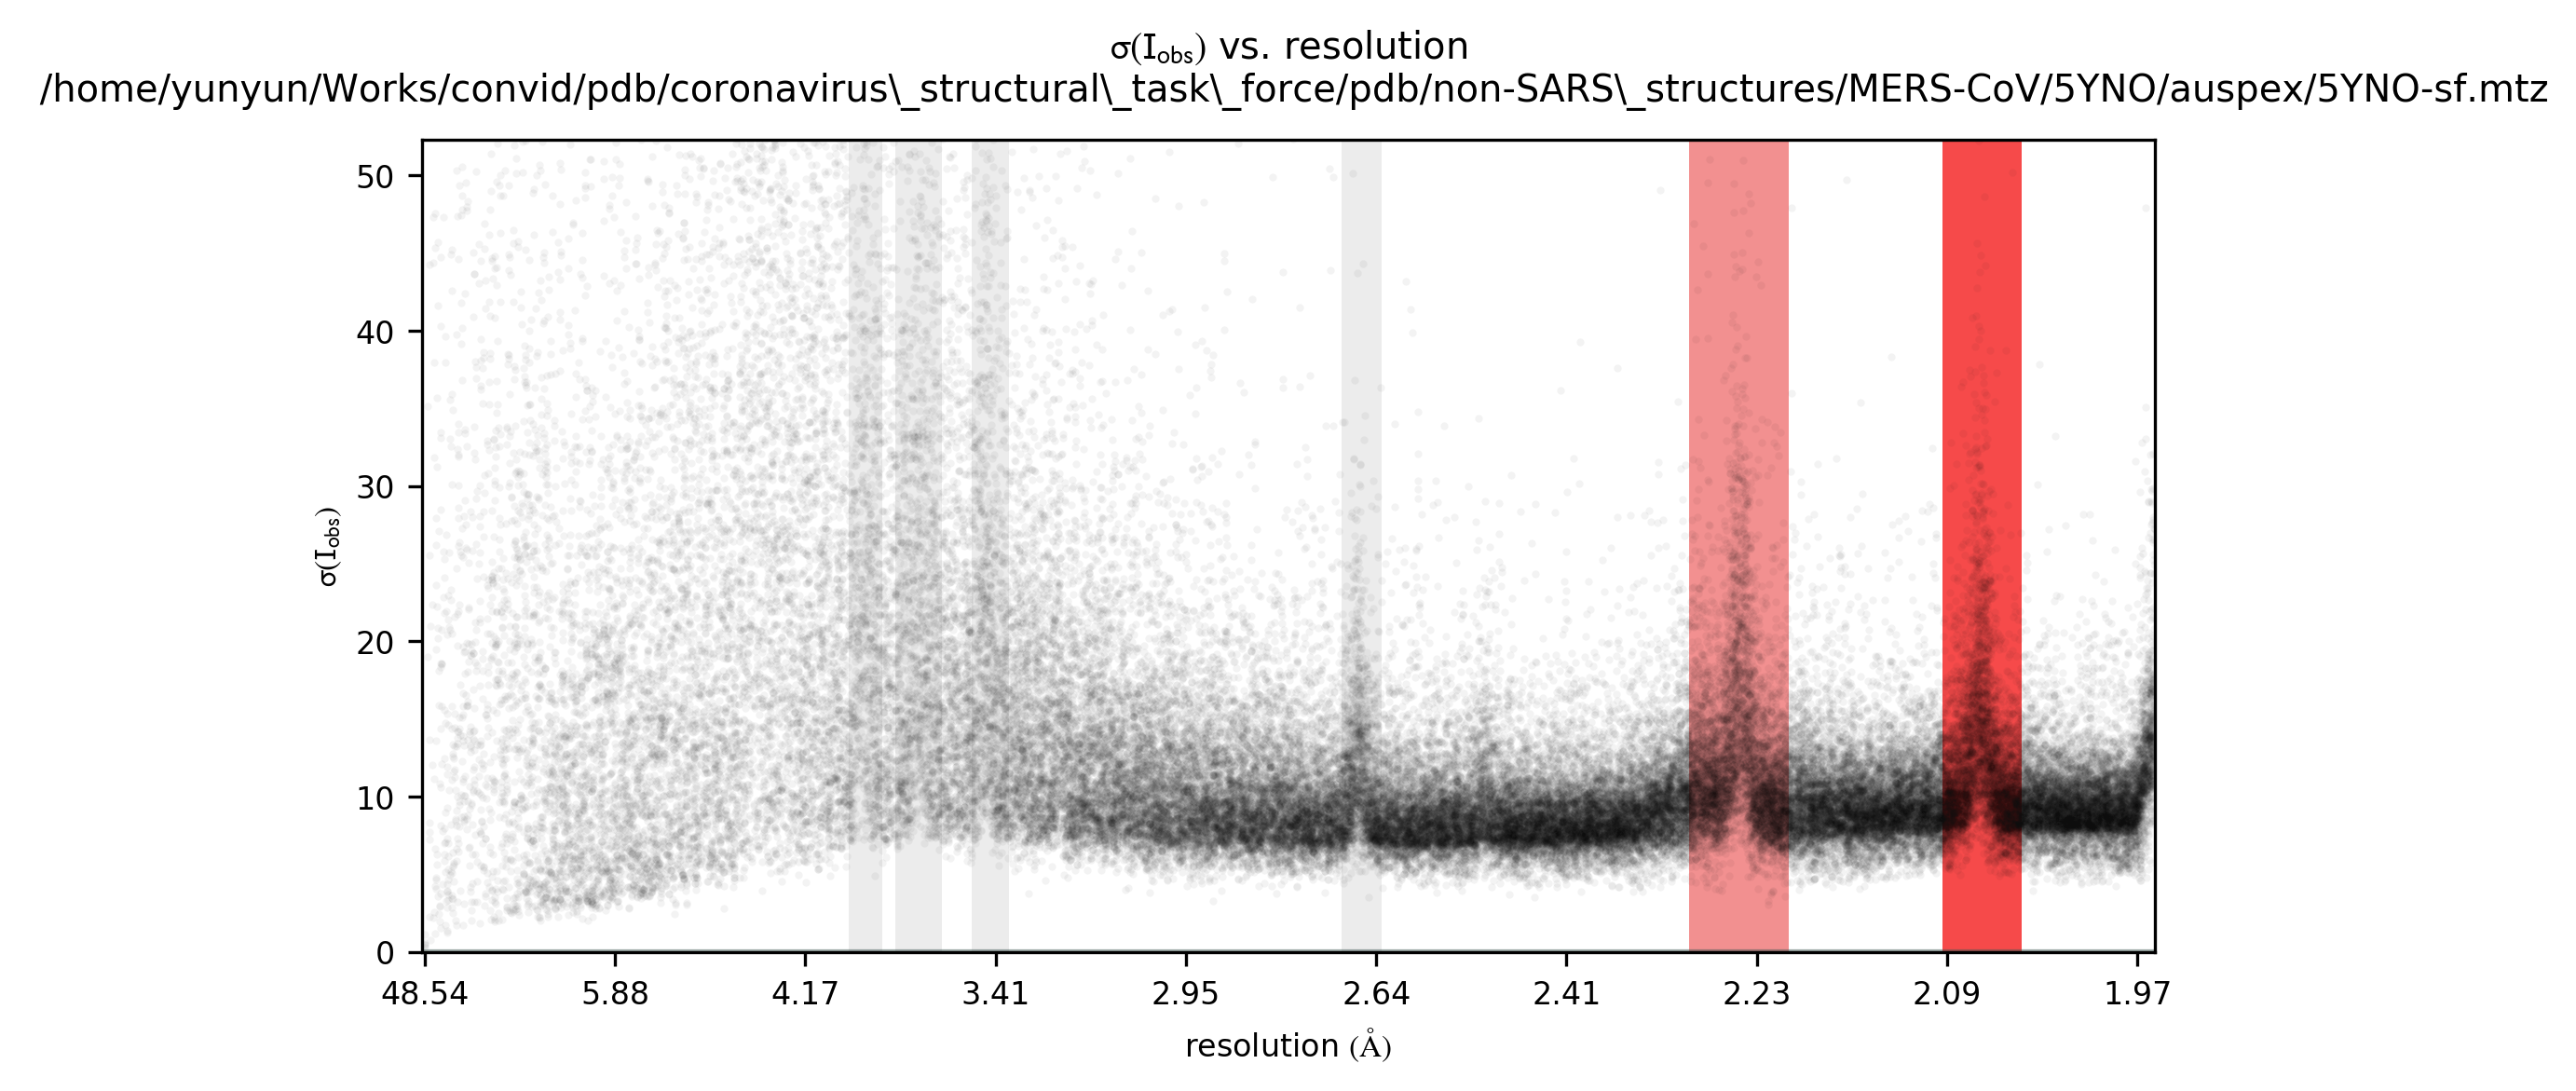 σ(I_obs) vs. resolution
/home/yunyun/Works/convid/pdb/coronavirus\_structural\_task\_force/pdb/non-SARS\_structures/MERS-CoV/5YNO/auspex/5YNO-sf.mtz
50
40
30
20
10
0
σ(I_obs)
48.54 5.88 4.17 3.41 2.95 2.64 2.41 2.23 2.09 1.97
resolution (Å)